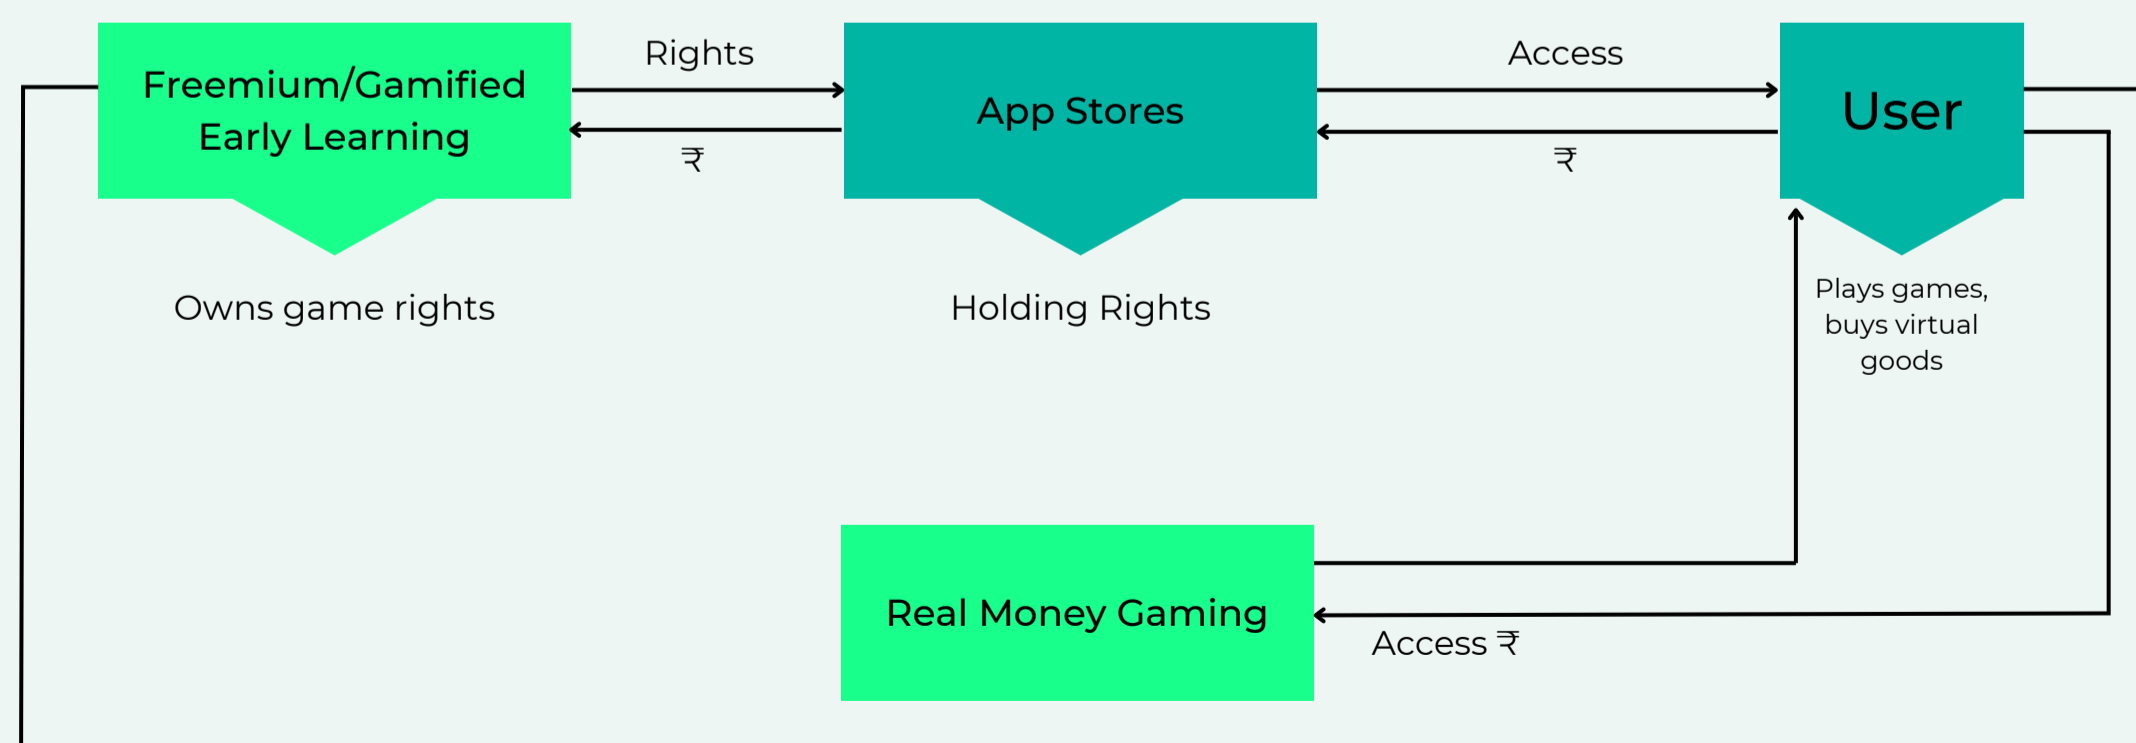 Rights
Access
Freemium/Gamified
Early Learning
App Stores
User
₹
₹
Owns game rights
Holding Rights
Plays games,
buys virtual
goods
Real Money Gaming
Access ₹